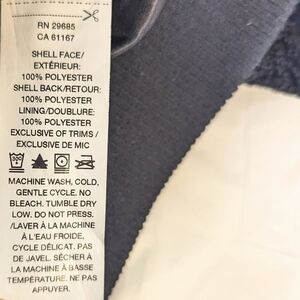 RN 29685
CA 61167
SHELL FACE/
EXTÉRIEUR:
100% POLYESTER
SHELL BACK/RETOUR:
100% POLYESTER
LINING/DOUBLURE:
100% POLYESTER
EXCLUSIVE OF TRIMS /
EXCLUSIVE DE MIC
MACHINE WASH, COLD,
GENTLE CYCLE. NO
BLEACH. TUMBLE DRY
LOW. DO NOT PRESS.
/LAVER À LA MACHINE
À L'EAU FROIDE,
CYCLE DÉLICAT. PAS
DE JAVEL. SÉCHER À
LA MACHINE À BASSE
TEMPÉRATURE. NE PAS
APPUYER.